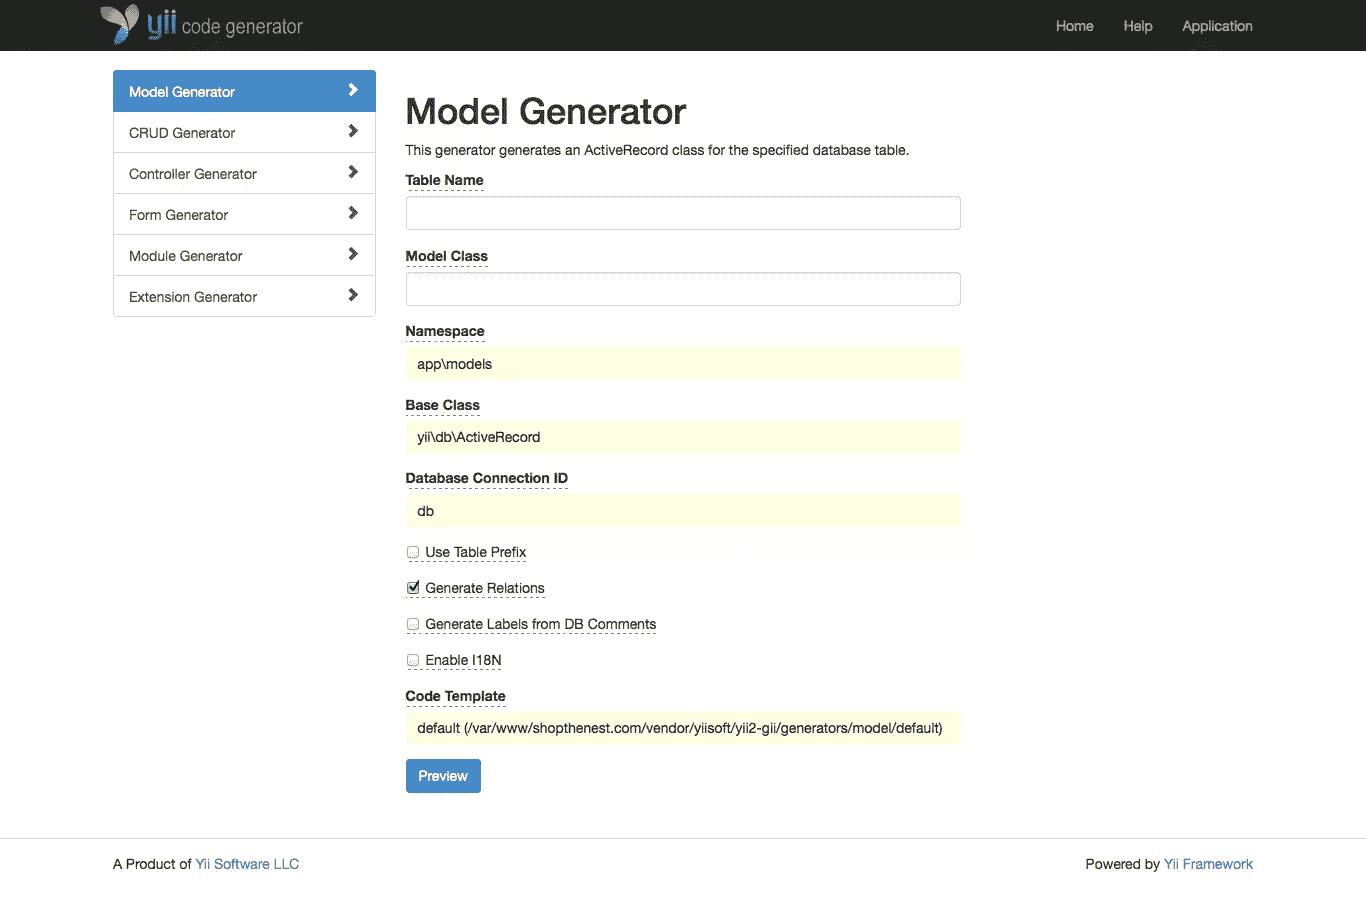 yii code generator
Home Help Application
Model Generator
CRUD Generator
Controller Generator
Form Generator
Module Generator
Extension Generator
Model Generator
This generator generates an ActiveRecord class for the specified database table.
Table Name
Model Class
Namespace
app\models
Base Class
yii\db\ActiveRecord
Database Connection ID
db
Use Table Prefix
Generate Relations
Generate Labels from DB Comments
Enable I18N
Code Template
default (/var/www/shopthenest.com/vendor/yiisoft/yii2-gii/generators/model/default)
Preview
A Product of Yii Software LLC
Powered by Yii Framework